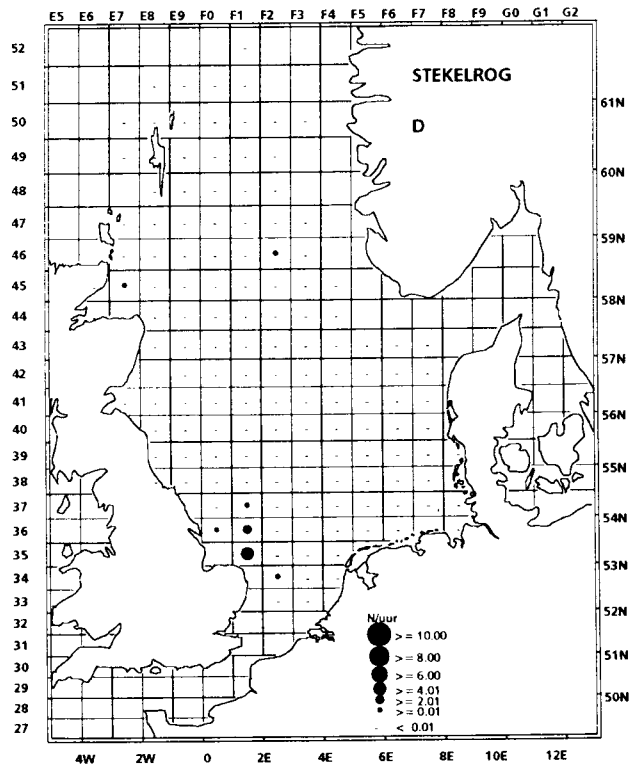 E5 E6 E7 E8 E9 F0 F1 F2 F3 F4 F5 F6 F7 F8 F9 G0 G1 G2
STEKELROG
D
52
51
50
49
48
47
46
45
44
43
42
41
40
39
38
37
36
35
34
33
32
31
30
29
28
27
61N
60N
59N
58N
57N
56N
55N
54N
53N
52N
51N
50N
N/uur
> = 10.00
> = 8.00
> = 6.00
> = 4.01
> = 2.01
> = 0.01
< 0.01
4W 2W 0 2E 4E 6E 8E 10E 12E